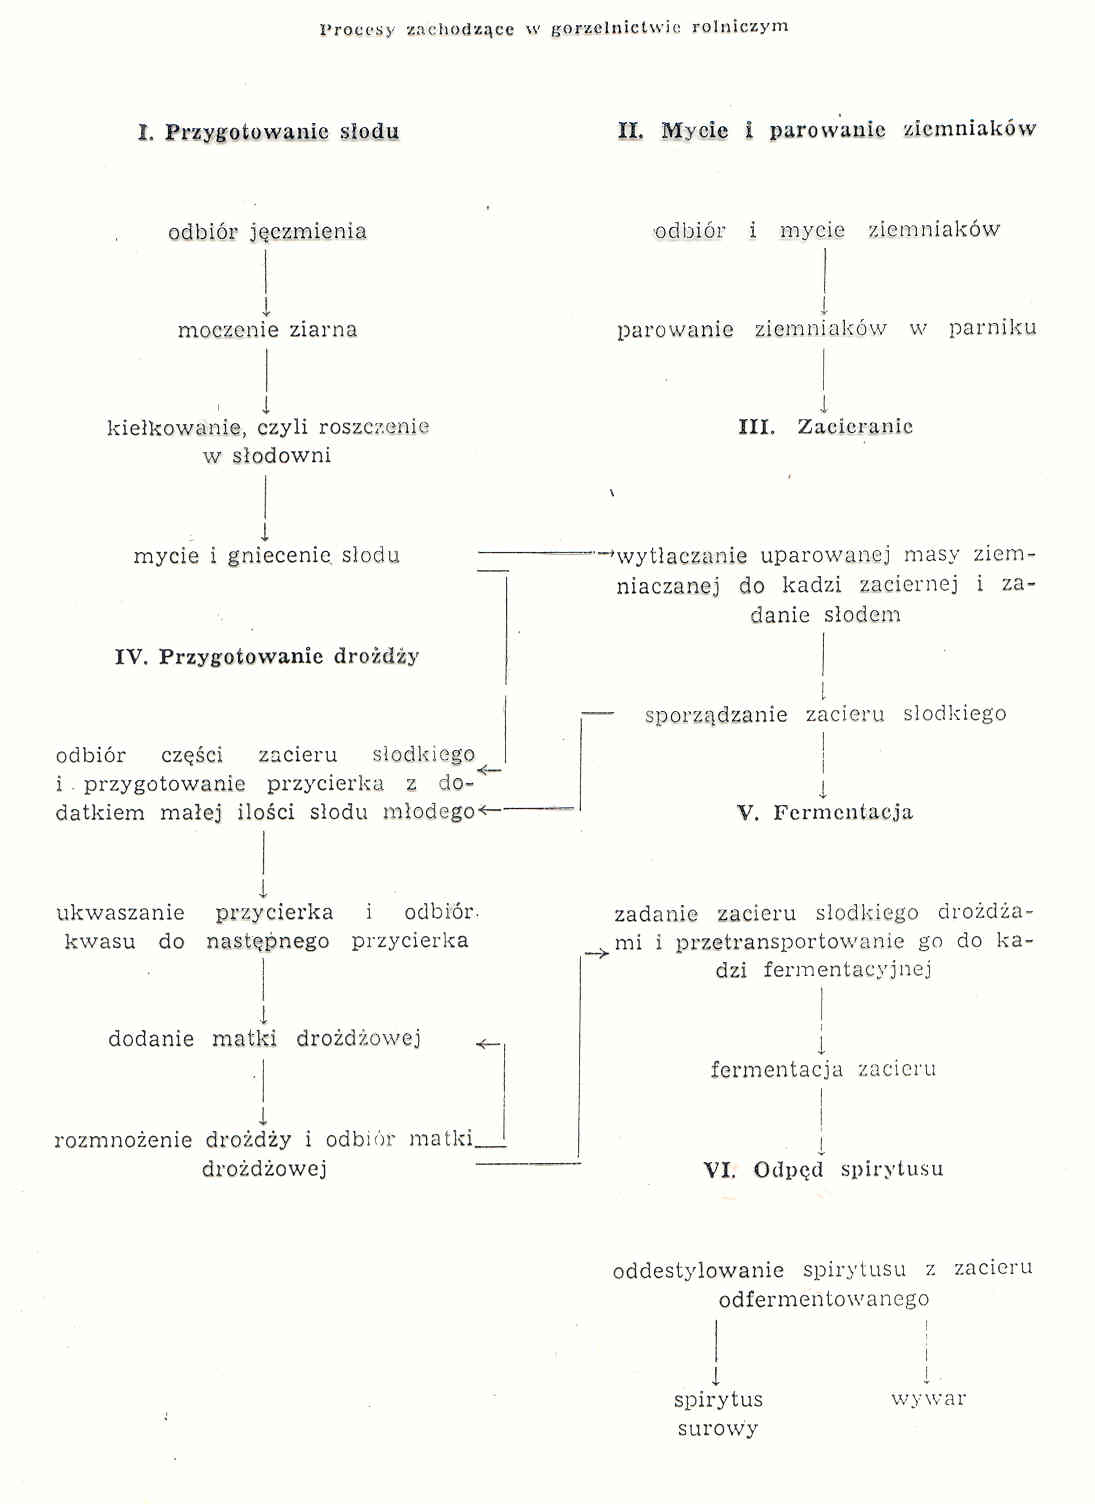 Procesy zachodzące w gorzelnictwie rolniczym
I. Przygotowanie słodu
odbiór jęczmienia
moczenie ziarna
kiełkowanie, czyli roszczenie
w słodowni
mycie i gniecenie słodu
IV. Przygotowanie drożdży
odbiór części zacieru słodkiego
i przygotowanie przycierka z do-
datkiem małej ilości słodu młodego
ukwaszanie przycierka i odbiór
kwasu do następnego przycierka
dodanie matki drożdżowej
rozmnożenie drożdży i odbiór matki
drożdżowej
II. Mycie i parowanie ziemniaków
odbiór i mycie ziemniaków
parowanie ziemniaków w parniku
III. Zacieranie
wytłaczanie uparowanej masy ziem-
niaczanej do kadzi zaciernej i za-
danie słodem
sporządzanie zacieru słodkiego
V. Fermentacja
zadanie zacieru słodkiego drożdża-
mi i przetransportowanie go do ka-
dzi fermentacyjnej
fermentacja zacieru
VI. Odpęd spirytusu
oddestylowanie spirytusu z zacieru
odfermentowanego
spirytus
surowy
wywar